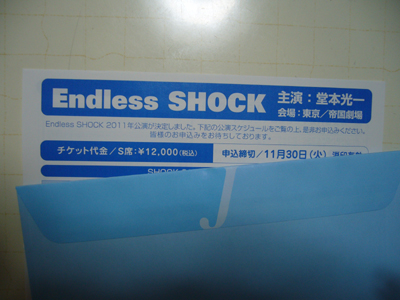 Endless SHOCK
主演：堂本光一
会場：東京／帝国劇場
Endless SHOCK 2011年公演が決定しました。下記の公演スケジュールをご覧の上、是非お申込みください。
皆様のお申込みをお待ちしております。
チケット代金／S席：¥12,000(税込)
申込締切／11月30日(火)
SHOCK
J